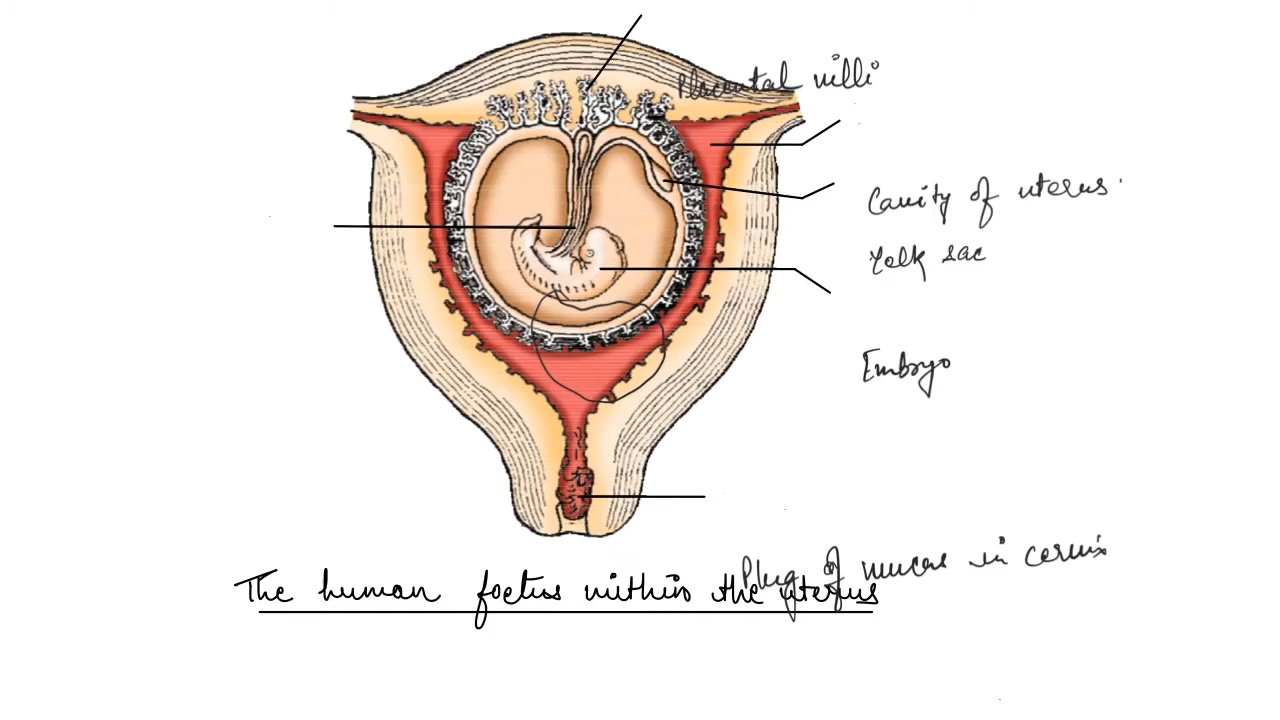 Placental villi
Cavity of uterus
Yolk sac
Embryo
Plug of mucus in cervix
The human foetus within the uterus